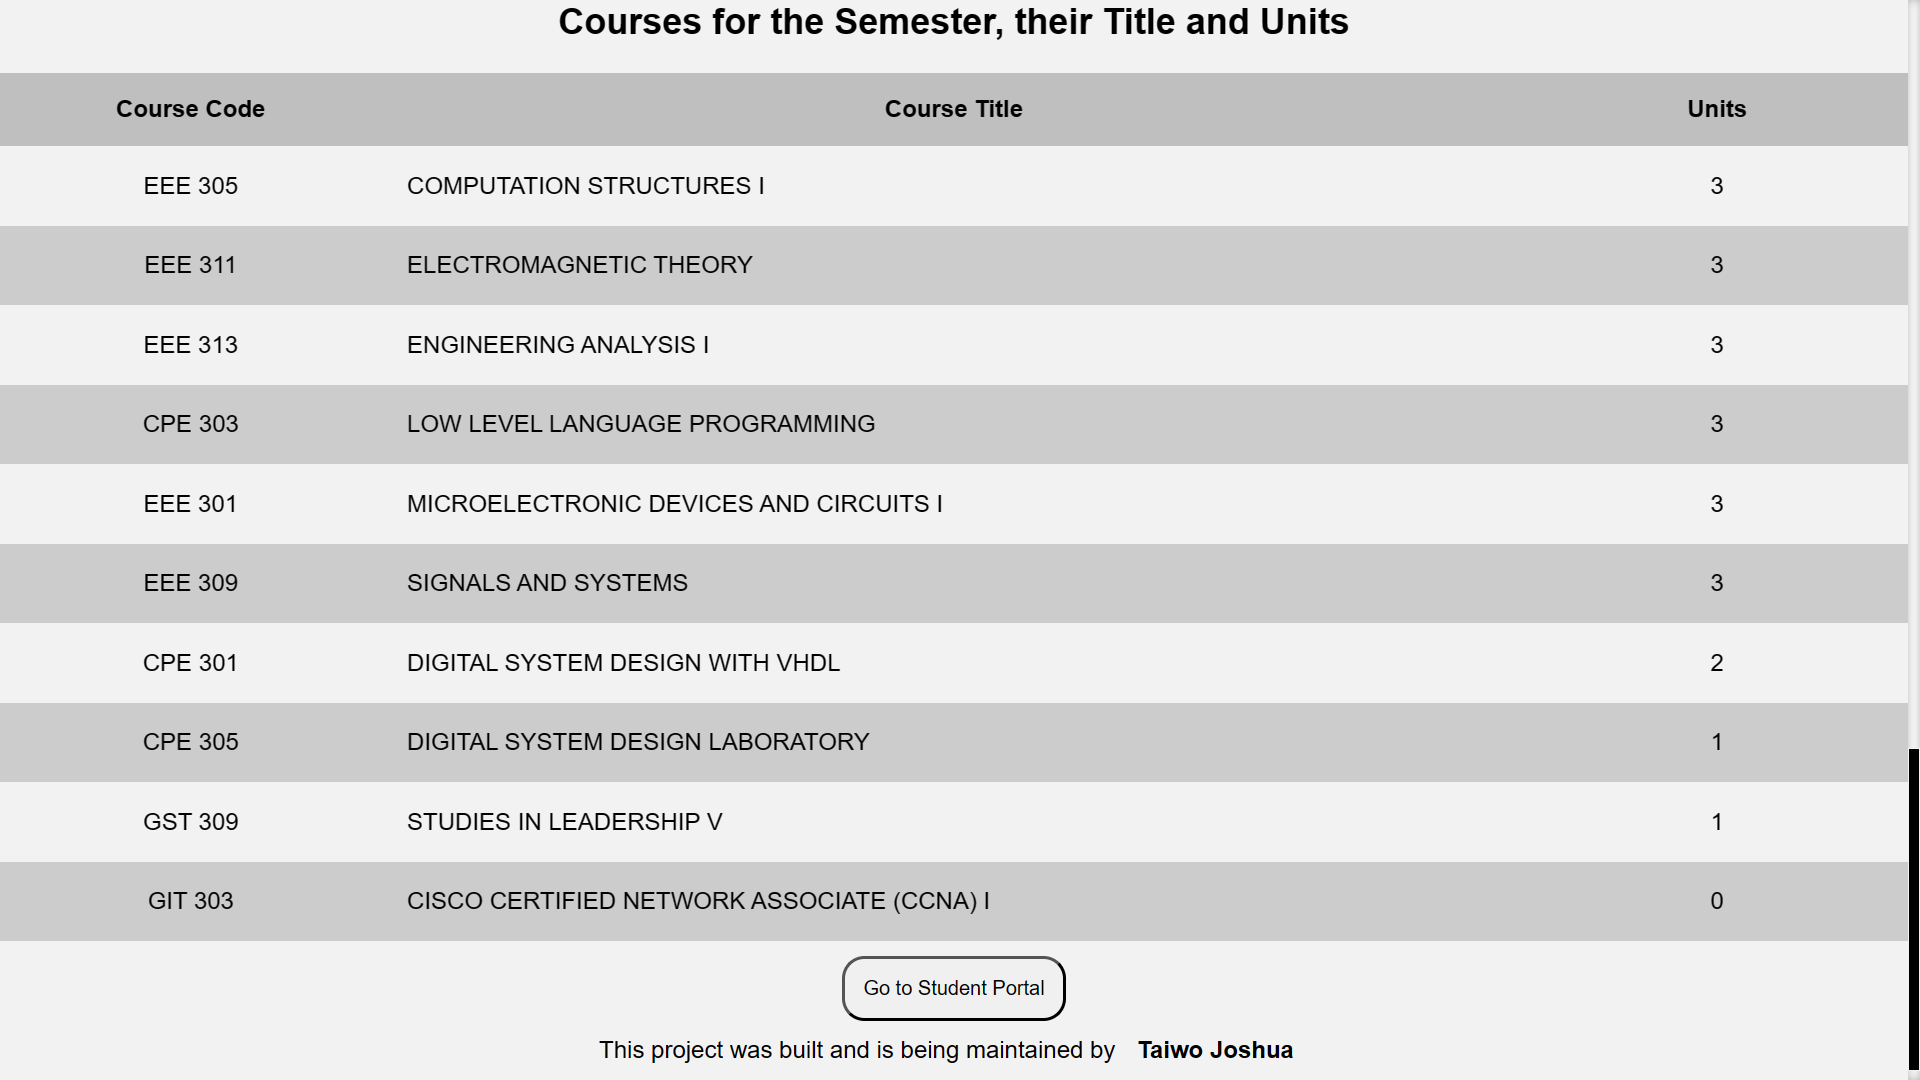 Courses for the Semester, their Title and Units
Course Code Course Title Units
EEE 305 COMPUTATION STRUCTURES I 3
EEE 311 ELECTROMAGNETIC THEORY 3
EEE 313 ENGINEERING ANALYSIS I 3
CPE 303 LOW LEVEL LANGUAGE PROGRAMMING 3
EEE 301 MICROELECTRONIC DEVICES AND CIRCUITS I 3
EEE 309 SIGNALS AND SYSTEMS 3
CPE 301 DIGITAL SYSTEM DESIGN WITH VHDL 2
CPE 305 DIGITAL SYSTEM DESIGN LABORATORY 1
GST 309 STUDIES IN LEADERSHIP V 1
GIT 303 CISCO CERTIFIED NETWORK ASSOCIATE (CCNA) I 0
Go to Student Portal
This project was built and is being maintained by Taiwo Joshua